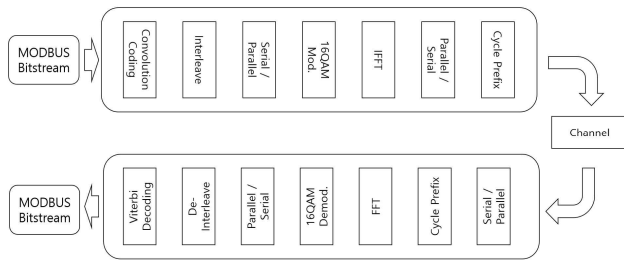 MODBUS
Bitstream
Convolution
Coding
Interleave
Serial /
Parallel
16QAM
Mod.
IFFT
Parallel /
Serial
Cycle Prefix
Channel
MODBUS
Bitstream
Viterbi
Decoding
De-
Interleave
Parallel /
Serial
16QAM
Demod.
FFT
Cycle Prefix
Serial /
Parallel